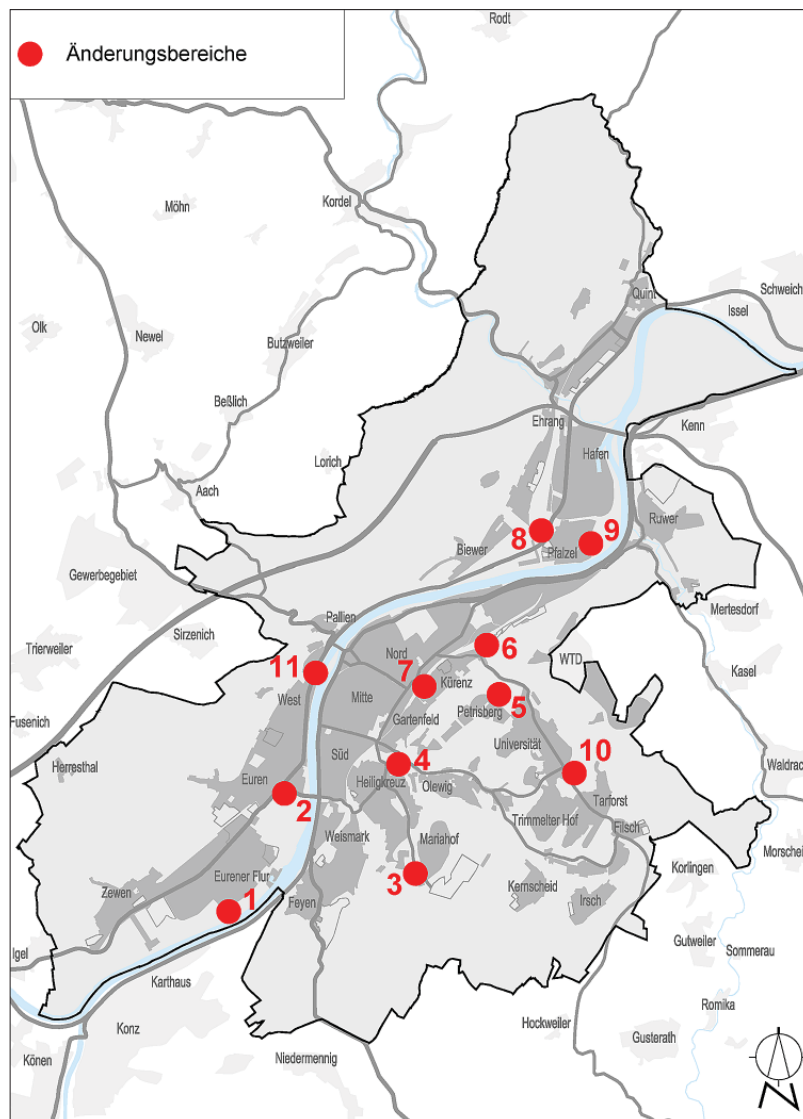 Änderungsbereiche
Rodt
Kordel
Möhn
Quint
Schweich
Issel
Olk
Newel
Butzweiler
Beßlich
Ehrang
Kenn
Hafen
Lorich
Aach
Ruwer
8
9
Biewer
Pfalzel
Gewerbegebiet
Mertesdorf
Pallien
Trierweiler
Sirzenich
Nord
6
WTD
Kasel
11
7
Kürenz
West
Mitte
Petrisberg
5
Fusenich
Gartenfeld
Universität
10
Süd
4
Waldrach
Herresthal
Euren
Heiligkreuz
Olewig
Tarforst
2
Trimmelter Hof
Filsch
Weismark
Mariahof
Morscheid
Korlingen
Eurener Flur
3
Zewen
Kernscheid
Irsch
1
Feyen
Igel
Gutweiler
Sommerau
Karthaus
Romika
Konz
Hockweiler
Gusterath
Könen
Niedermennig
N